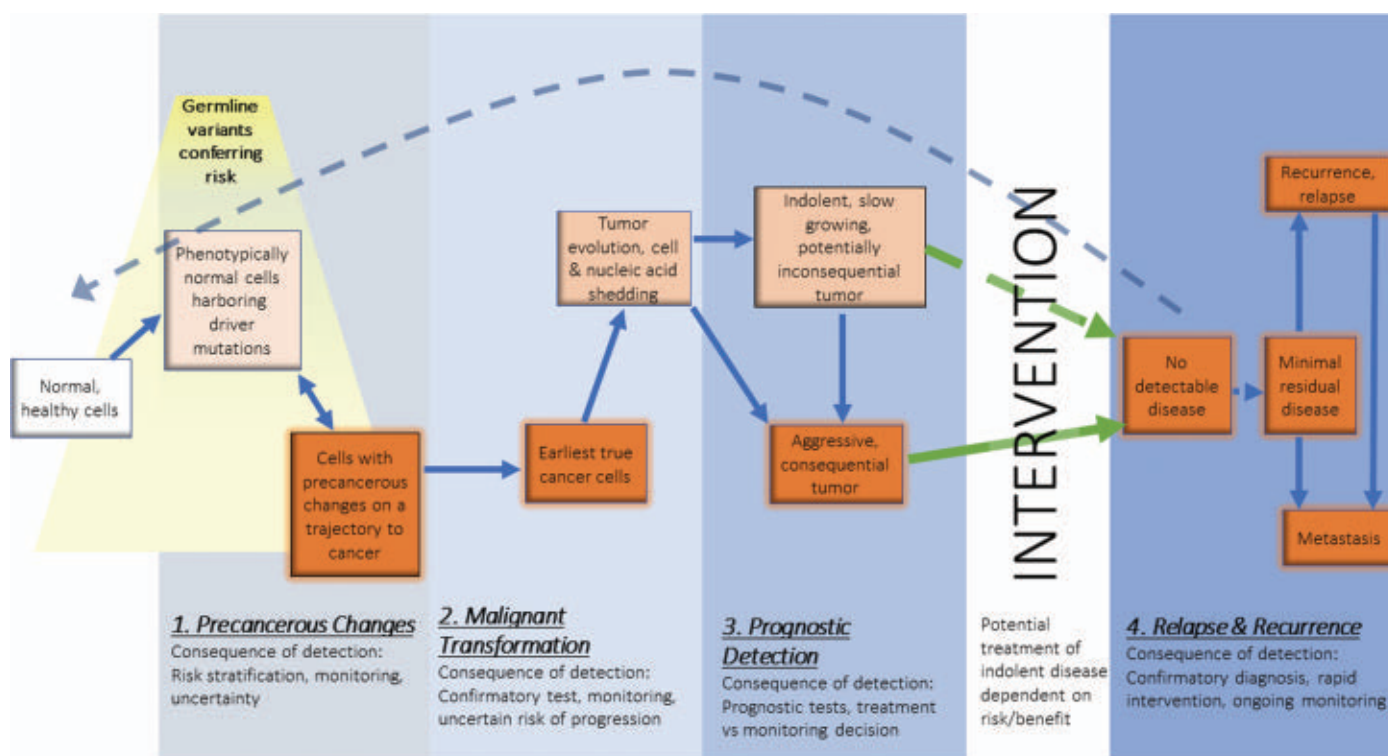 Germline
variants
conferring
risk
Normal,
healthy cells
Phenotypically
normal cells
harboring
driver
mutations
Cells with
precancerous
changes on a
trajectory to
cancer
Earliest true
cancer cells
Tumor
evolution, cell
& nucleic acid
shedding
Indolent, slow
growing,
potentially
inconsequential
tumor
Aggressive,
consequential
tumor
INTERVENTION
No
detectable
disease
Minimal
residual
disease
Recurrence,
relapse
Metastasis
1. Precancerous Changes
Consequence of detection:
Risk stratification, monitoring,
uncertainty
2. Malignant
Transformation
Consequence of detection:
Confirmatory test, monitoring,
uncertain risk of progression
3. Prognostic
Detection
Consequence of detection:
Prognostic tests, treatment
vs monitoring decision
Potential
treatment of
indolent disease
dependent on
risk/benefit
4. Relapse & Recurrence
Consequence of detection:
Confirmatory diagnosis, rapid
intervention, ongoing monitoring